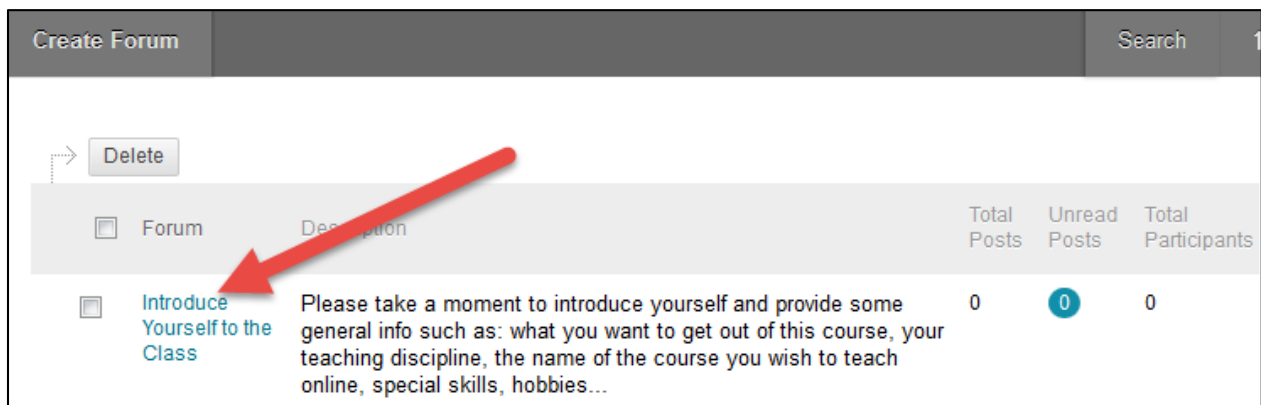 Create Forum
Search
1
Delete
Forum
Description
Total
Posts
Unread
Posts
Total
Participants
Introduce
Yourself to the
Class
Please take a moment to introduce yourself and provide some
general info such as: what you want to get out of this course, your
teaching discipline, the name of the course you wish to teach
online, special skills, hobbies...
0
0
0